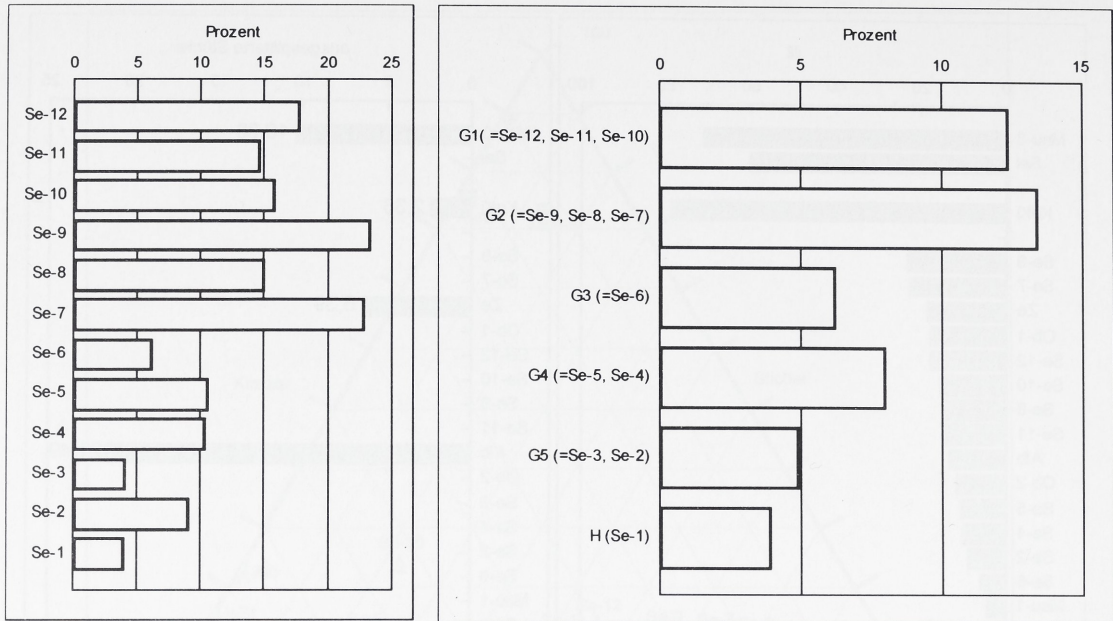 Prozent
0 5 10 15 20 25
Se-12
Se-11
Se-10
Se-9
Se-8
Se-7
Se-6
Se-5
Se-4
Se-3
Se-2
Se-1
Prozent
0 5 10 15
G1( =Se-12, Se-11, Se-10)
G2 (=Se-9, Se-8, Se-7)
G3 (=Se-6)
G4 (=Se-5, Se-4)
G5 (=Se-3, Se-2)
H (Se-1)